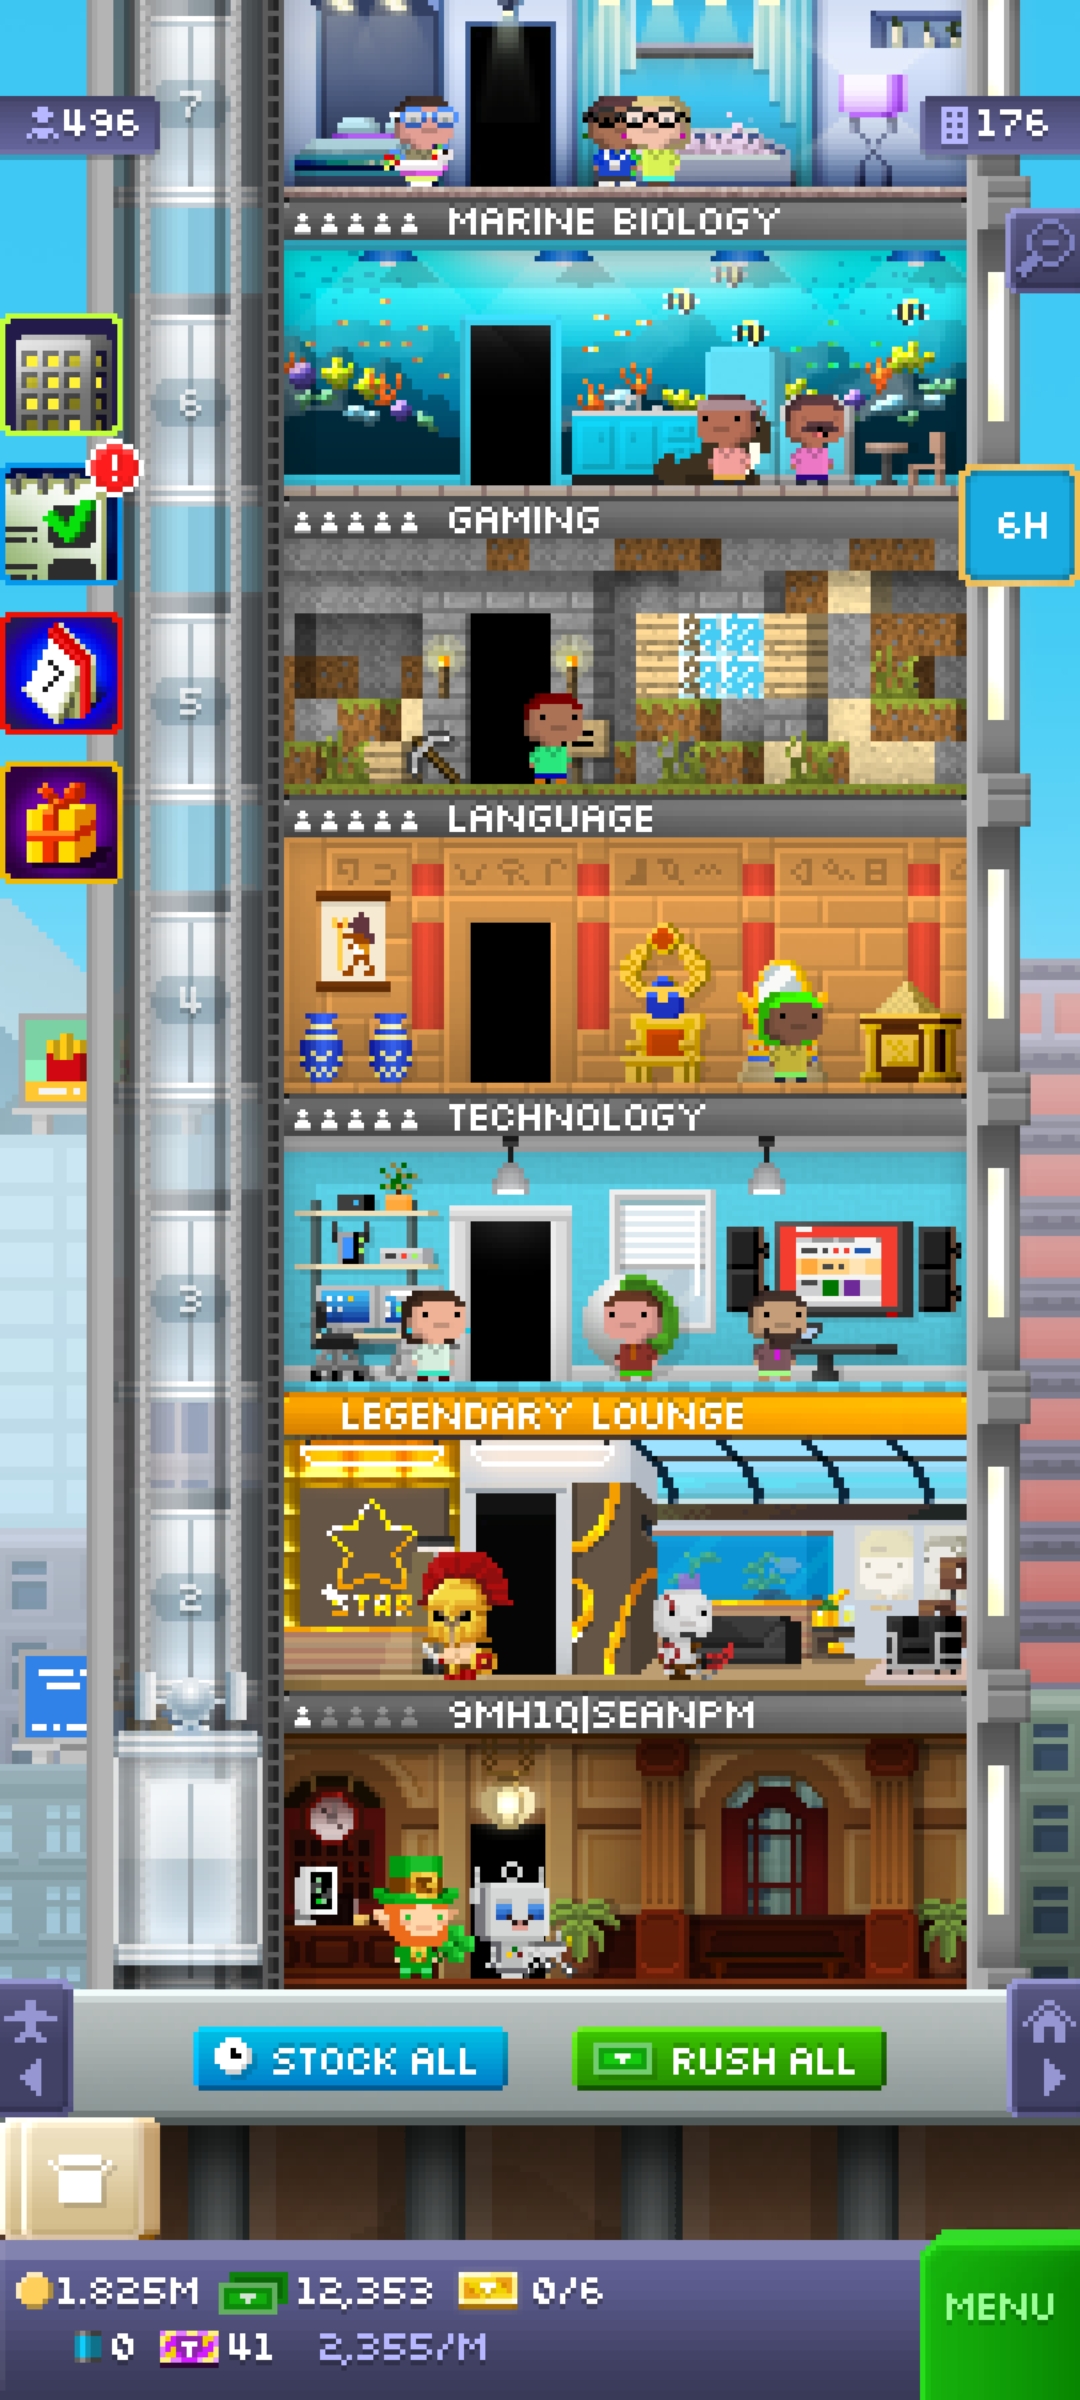 7
496
176
MARINE BIOLOGY
6
GAMING
6H
5
LANGUAGE
4
TECHNOLOGY
3
LEGENDARY LOUNGE
STAR
2
9MH1Q|SEANPM
STOCK ALL
RUSH ALL
1.825M 12,353 0/6
MENU
0 41 2,355/M